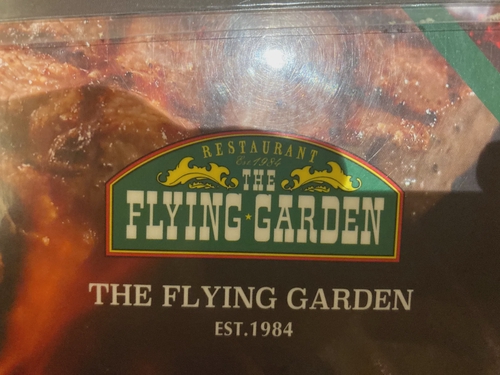 RESTAURANT
Est 1984
THE
FLYING GARDEN
THE FLYING GARDEN
EST.1984